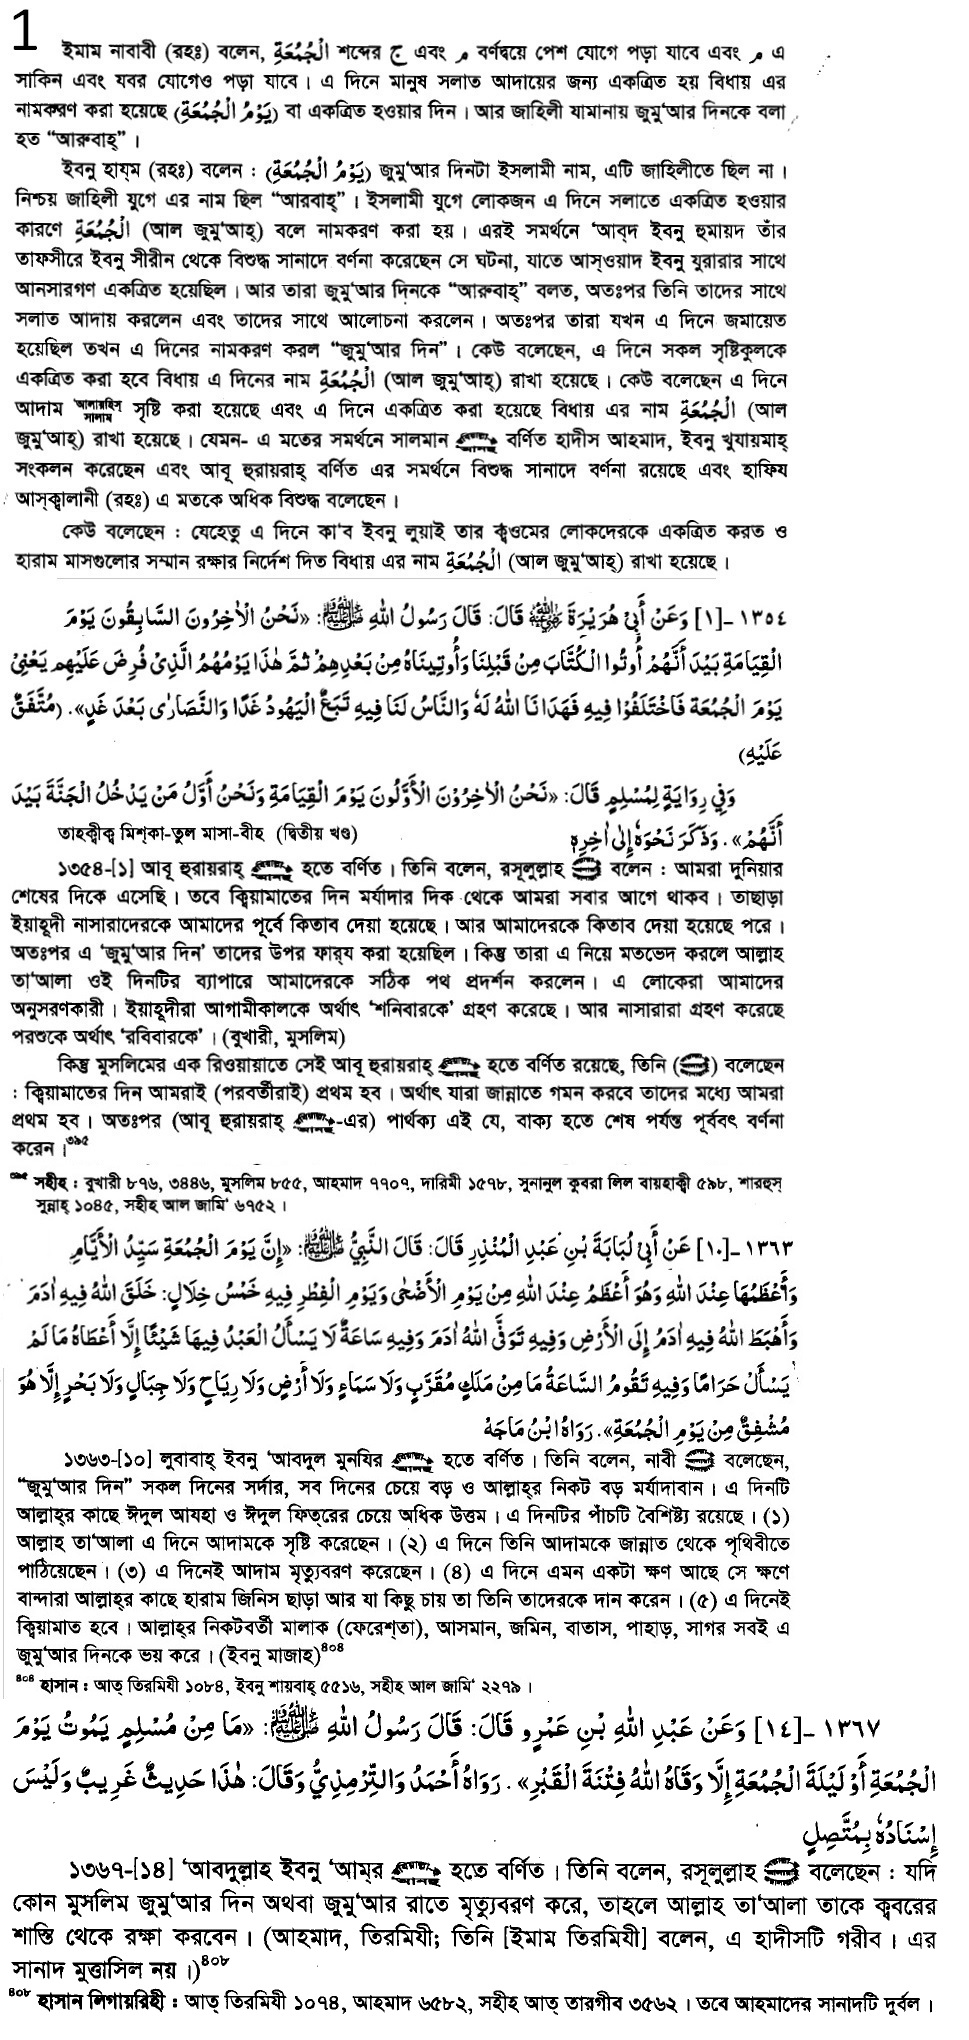 1
ইমাম নাবাবী (রহঃ) বলেন, الْجُمُعَةِ শব্দের ج এবং م বর্ণদ্বয়ে পেশ যোগে পড়া যাবে এবং م এ
সাকিন এবং যবর যোগেও পড়া যাবে। এ দিনে মানুষ সলাত আদায়ের জন্য একত্রিত হয় বিধায় এর
নামকরণ করা হয়েছে (يَوْمُ الْجُمُعَةِ) বা একত্রিত হওয়ার দিন। আর জাহিলী যামানায় জুমু‘আর দিনকে বলা
হত “আরুবাহ্”।
ইবনু হায্ম (রহঃ) বলেন : (يَوْمُ الْجُمُعَةِ) জুমু‘আর দিনটা ইসলামী নাম, এটি জাহিলীতে ছিল না।
নিশ্চয় জাহিলী যুগে এর নাম ছিল “আরবাহ্”। ইসলামী যুগে লোকজন এ দিনে সলাতে একত্রিত হওয়ার
কারণে الْجُمُعَةِ (আল জুমু‘আহ্) বলে নামকরণ করা হয়। এরই সমর্থনে ‘আব্দ ইবনু হুমায়দ তাঁর
তাফসীরে ইবনু সীরীন থেকে বিশুদ্ধ সানাদে বর্ণনা করেছেন সে ঘটনা, যাতে আস্ওয়াদ ইবনু যুরারার সাথে
আনসারগণ একত্রিত হয়েছিল। আর তারা জুমু‘আর দিনকে “আরুবাহ্” বলত, অতঃপর তিনি তাদের সাথে
সলাত আদায় করলেন এবং তাদের সাথে আলোচনা করলেন। অতঃপর তারা যখন এ দিনে জমায়েত
হয়েছিল তখন এ দিনের নামকরণ করল “জুমু‘আর দিন”। কেউ বলেছেন, এ দিনে সকল সৃষ্টিকুলকে
একত্রিত করা হবে বিধায় এ দিনের নাম الْجُمُعَةِ (আল জুমু‘আহ্) রাখা হয়েছে। কেউ বলেছেন এ দিনে
আদাম আলায়হিস সালাম সৃষ্টি করা হয়েছে এবং এ দিনে একত্রিত করা হয়েছে বিধায় এর নাম الْجُمُعَةِ (আল
জুমু‘আহ্) রাখা হয়েছে। যেমন- এ মতের সমর্থনে সালমান বর্ণিত হাদীস আহমাদ, ইবনু খুযায়মাহ্
সংকলন করেছেন এবং আবূ হুরায়রাহ্ বর্ণিত এর সমর্থনে বিশুদ্ধ সানাদে বর্ণনা রয়েছে এবং হাফিয
আস্ক্বালানী (রহঃ) এ মতকে অধিক বিশুদ্ধ বলেছেন।
কেউ বলেছেন : যেহেতু এ দিনে কা‘ব ইবনু লুয়াই তার ক্বওমের লোকদেরকে একত্রিত করত ও
হারাম মাসগুলোর সম্মান রক্ষার নির্দেশ দিত বিধায় এর নাম الْجُمُعَةِ (আল জুমু‘আহ্) রাখা হয়েছে।
١٣٥٤ -[١] وَعَنْ أَبِيْ هُرَيْرَةَ ﷺ قَالَ: قَالَ رَسُولُ اللهِ ﷺ: «نَحْنُ الْاٰخِرُونَ السَّابِقُونَ يَوْمَ
الْقِيَامَةِ بَيْدَ أَنَّهُمْ أُوتُوا الْكُتَّابَ مِنْ قَبْلِنَا وَأُوتِينَاهُ مِنْ بَعْدِهِمْ ثُمَّ هٰذَا يَوْمُهُمُ الَّذِيْ فُرِضَ عَلَيْهِم يَعْنِيْ
يَوْمَ الْجُمُعَةَ فَاخْتَلَفُوْا فِيهِ فَهَدَانَا اللهُ لَهُ وَالنَّاسُ لَنَا فِيهِ تَبَعٌ الْيَهُودُ غَدًا وَالنَّصَارٰى بَعْدَ غَدٍ». (مُتَّفَقٌ
عَلَيْهِ)
وَفِيْ رِوَايَةٍ لِمُسْلِمٍ قَالَ: «نَحْنُ الْاٰخِرُوْنَ الْأَوَّلُونَ يَوْمَ الْقِيَامَةِ وَنَحْنُ أَوَّلُ مَنْ يَدْخُلُ الْجَنَّةَ بَيْدَ
أَنَّهُمْ». وَذَكَرَ نَحْوَهٗ إِلٰى اٰخِرِهِ
তাহক্বীক্ব মিশ্কা-তুল মাসা-বীহ (দ্বিতীয় খণ্ড)
১৩৫৪-[১] আবূ হুরায়রাহ্ হতে বর্ণিত। তিনি বলেন, রসূলুল্লাহ বলেন : আমরা দুনিয়ার
শেষের দিকে এসেছি। তবে ক্বিয়ামাতের দিন মর্যাদার দিক থেকে আমরা সবার আগে থাকব। তাছাড়া
ইয়াহূদী নাসারাদেরকে আমাদের পূর্বে কিতাব দেয়া হয়েছে। আর আমাদেরকে কিতাব দেয়া হয়েছে পরে।
অতঃপর এ ‘জুমু‘আর দিন’ তাদের উপর ফার্য করা হয়েছিল। কিন্তু তারা এ নিয়ে মতভেদ করলে আল্লাহ
তা‘আলা ওই দিনটির ব্যাপারে আমাদেরকে সঠিক পথ প্রদর্শন করলেন। এ লোকেরা আমাদের
অনুসরণকারী। ইয়াহূদীরা আগামীকালকে অর্থাৎ ‘শনিবারকে’ গ্রহণ করেছে। আর নাসারারা গ্রহণ করেছে
পরশুকে অর্থাৎ ‘রবিবারকে’। (বুখারী, মুসলিম)
কিন্তু মুসলিমের এক রিওয়ায়াতে সেই আবূ হুরায়রাহ্ হতে বর্ণিত রয়েছে, তিনি () বলেছেন
: ক্বিয়ামাতের দিন আমরাই (পরবর্তীরাই) প্রথম হব। অর্থাৎ যারা জান্নাতে গমন করবে তাদের মধ্যে আমরা
প্রথম হব। অতঃপর (আবূ হুরায়রাহ্ -এর) পার্থক্য এই যে, বাক্য হতে শেষ পর্যন্ত পূর্ববৎ বর্ণনা
করেন।৩৯৫
৩৯৫ সহীহ : বুখারী ৮৭৬, ৩৪৪৬, মুসলিম ৮৫৫, আহমাদ ৭৭০৭, দারিমী ১৫৭৮, সুনানুল কুবরা লিল বায়হাক্বী ৫৯৮, শারহুস্
সুন্নাহ্ ১০৪৫, সহীহ আল জামি‘ ৬৭৫২।
١٣٦٣ -[١٠] عَنْ أَبِيْ لُبَابَةَ بْنِ عَبْدِ الْمُنْذِرِ قَالَ: قَالَ النَّبِيُّ ﷺ: «إِنَّ يَوْمَ الْجُمُعَةِ سَيِّدُ الْأَيَّامِ
وَأَعْظَمُهَا عِنْدَ اللهِ وَهُوَ أَعْظَمُ عِنْدَ اللهِ مِنْ يَوْمِ الْأَضْحٰى وَيَوْمِ الْفِطْرِ فِيهِ خَمْسُ خِلَالٍ: خَلَقَ اللهُ فِيهِ اٰدَمَ
وَأَهْبَطَ اللهُ فِيهِ اٰدَمُ إِلَى الْأَرْضِ وَفِيهِ تَوَفَّى اللهُ اٰدَمَ وَفِيهِ سَاعَةٌ لَا يَسْأَلُ الْعَبْدُ فِيهَا شَيْئًا إِلَّا أَعْطَاهُ مَا لَمْ
يَسْأَلْ حَرَامًا وَفِيهِ تَقُومُ السَّاعَةُ مَا مِنْ مَلَكٍ مُقَرَّبٍ وَلَا سَمَاءٍ وَلَا أَرْضٍ وَلَا رِيَاحٍ وَلَا جِبَالٍ وَلَا بَحْرٍ إِلَّا هُوَ
مُشْفِقٌ مِنْ يَوْمِ الْجُمُعَةِ». رَوَاهُ ابْنُ مَاجَهْ
১৩৬৩-[১০] লুবাবাহ্ ইবনু ‘আবদুল মুনযির হতে বর্ণিত। তিনি বলেন, নাবী বলেছেন,
“জুমু‘আর দিন” সকল দিনের সর্দার, সব দিনের চেয়ে বড় ও আল্লাহ্‌র নিকট বড় মর্যাদাবান। এ দিনটি
আল্লাহ্‌র কাছে ঈদুল আযহা ও ঈদুল ফিত্বরের চেয়ে অধিক উত্তম। এ দিনটির পাঁচটি বৈশিষ্ট্য রয়েছে। (১)
আল্লাহ তা‘আলা এ দিনে আদামকে সৃষ্টি করেছেন। (২) এ দিনে তিনি আদামকে জান্নাত থেকে পৃথিবীতে
পাঠিয়েছেন। (৩) এ দিনেই আদাম মৃত্যুবরণ করেছেন। (৪) এ দিনে এমন একটা ক্ষণ আছে সে ক্ষণে
বান্দারা আল্লাহ্‌র কাছে হারাম জিনিস ছাড়া আর যা কিছু চায় তা তিনি তাদেরকে দান করেন। (৫) এ দিনেই
ক্বিয়ামাত হবে। আল্লাহ্‌র নিকটবর্তী মালাক (ফেরেশ্‌তা), আসমান, জমিন, বাতাস, পাহাড়, সাগর সবই এ
জুমু‘আর দিনকে ভয় করে। (ইবনু মাজাহ)৪০৪
৪০৪ হাসান : আত্ তিরমিযী ১০৮৪, ইবনু শায়বাহ্ ৫৫১৬, সহীহ আল জামি‘ ২২৭৯।
١٣٦٧ -[١٤] وَعَنْ عَبْدِ اللهِ بْنِ عَمْرٍو قَالَ: قَالَ رَسُولُ اللهِ ﷺ: «مَا مِنْ مُسْلِمٍ يَمُوتُ يَوْمَ
الْجُمُعَةِ أَوْ لَيْلَةَ الْجُمُعَةِ إِلَّا وَقَاهُ اللهُ فِتْنَةَ الْقَبْرِ». رَوَاهُ أَحْمَدُ وَالتِّرْمِذِيُّ وَقَالَ: هٰذَا حَدِيثٌ غَرِيبٌ وَلَيْسَ
إِسْنَادُهٗ بِمُتَّصِلٍ
১৩৬৭-[১৪] ‘আবদুল্লাহ ইবনু ‘আম্‌র হতে বর্ণিত। তিনি বলেন, রসূলুল্লাহ বলেছেন : যদি
কোন মুসলিম জুমু‘আর দিন অথবা জুমু‘আর রাতে মৃত্যুবরণ করে, তাহলে আল্লাহ তা‘আলা তাকে ক্ববরের
শাস্তি থেকে রক্ষা করবেন। (আহমাদ, তিরমিযী; তিনি [ইমাম তিরমিযী] বলেন, এ হাদীসটি গরীব। এর
সানাদ মুত্তাসিল নয়।)৪০৮
৪০৮ হাসান লিগায়রিহী : আত্ তিরমিযী ১০৭৪, আহমাদ ৬৫৮২, সহীহ আত্ তারগীব ৩৫৬২। তবে আহমাদের সানাদটি দুর্বল।